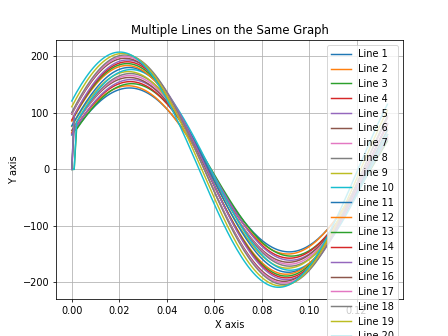 Multiple Lines on the Same Graph
Y axis
200
100
0
−100
−200
0.00
0.02
0.04
0.06
0.08
0.10
X axis
Line 1
Line 2
Line 3
Line 4
Line 5
Line 6
Line 7
Line 8
Line 9
Line 10
Line 11
Line 12
Line 13
Line 14
Line 15
Line 16
Line 17
Line 18
Line 19
Line 20